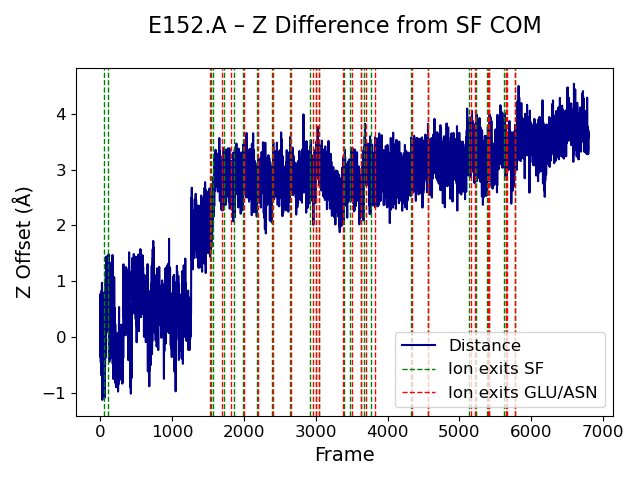 E152.A – Z Difference from SF COM
Z Offset (Å)
4
3
2
1
0
−1
0 1000 2000 3000 4000 5000 6000 7000
Frame
Distance
Ion exits SF
Ion exits GLU/ASN